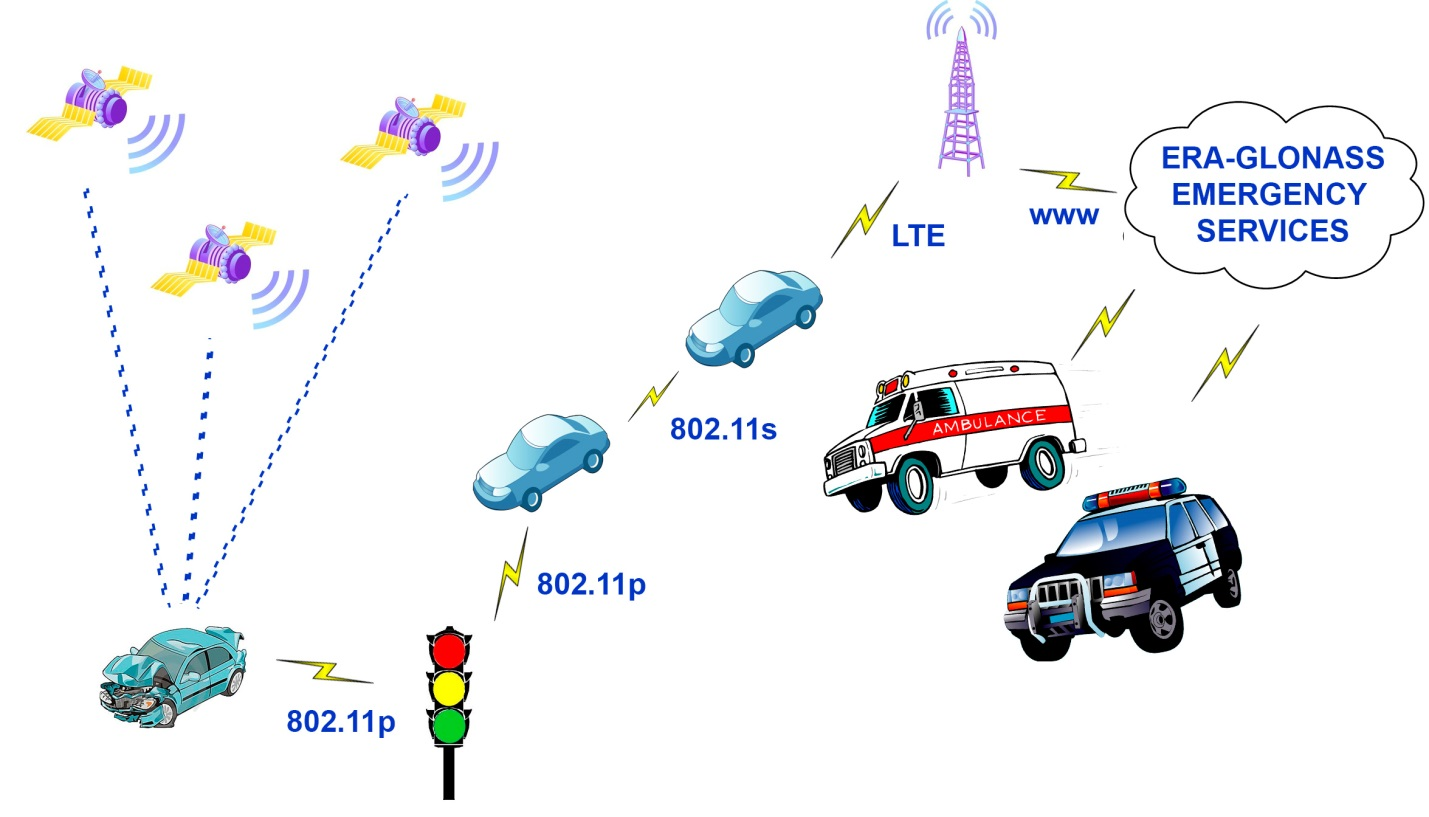 ERA-GLONASS
EMERGENCY
SERVICES
www
LTE
802.11s
AMBULANCE
802.11p
802.11p